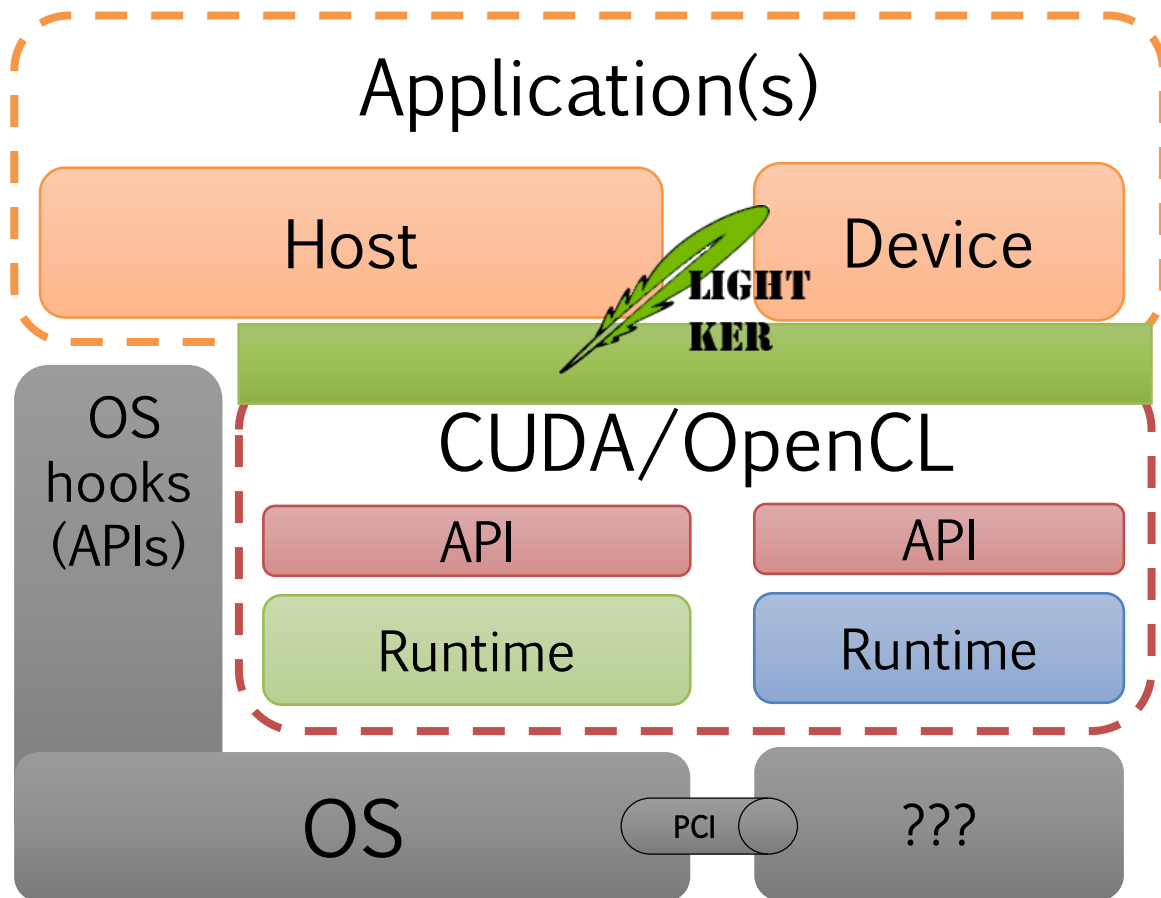 Application(s)
Host
Device
LIGHT
KER
OS
hooks
(APIs)
CUDA/OpenCL
API
API
Runtime
Runtime
OS
PCI
???